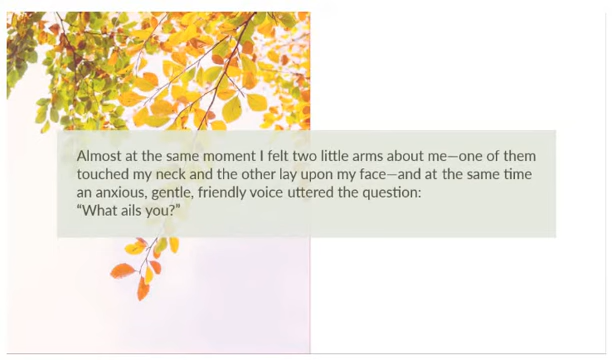 Almost at the same moment I felt two little arms about me—one of them
touched my neck and the other lay upon my face—and at the same time
an anxious, gentle, friendly voice uttered the question:
“What ails you?”